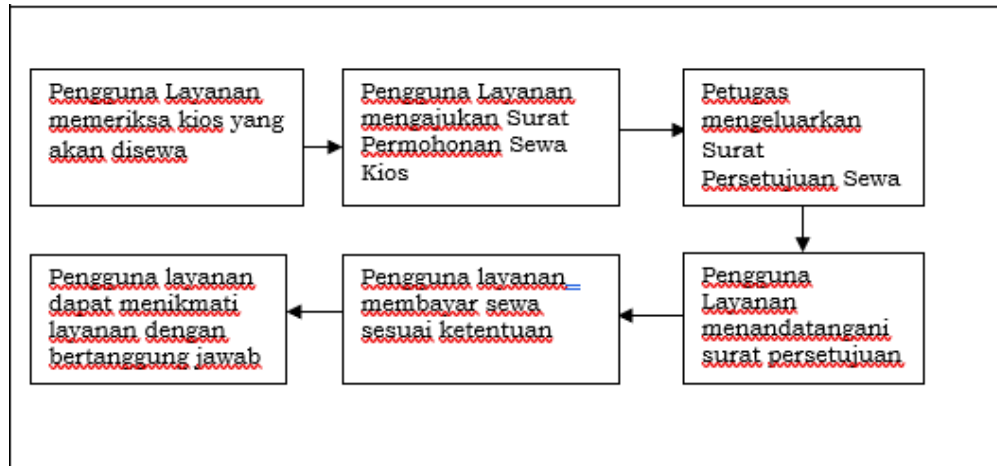 Pengguna Layanan
memeriksa kios yang
akan disewa
Pengguna Layanan
mengajukan Surat
Permohonan Sewa
Kios
Petugas
mengeluarkan
Surat
Persetujuan Sewa
Pengguna
Layanan
menandatangani
surat persetujuan
Pengguna layanan
membayar sewa
sesuai ketentuan
Pengguna layanan
dapat menikmati
layanan dengan
bertanggung jawab